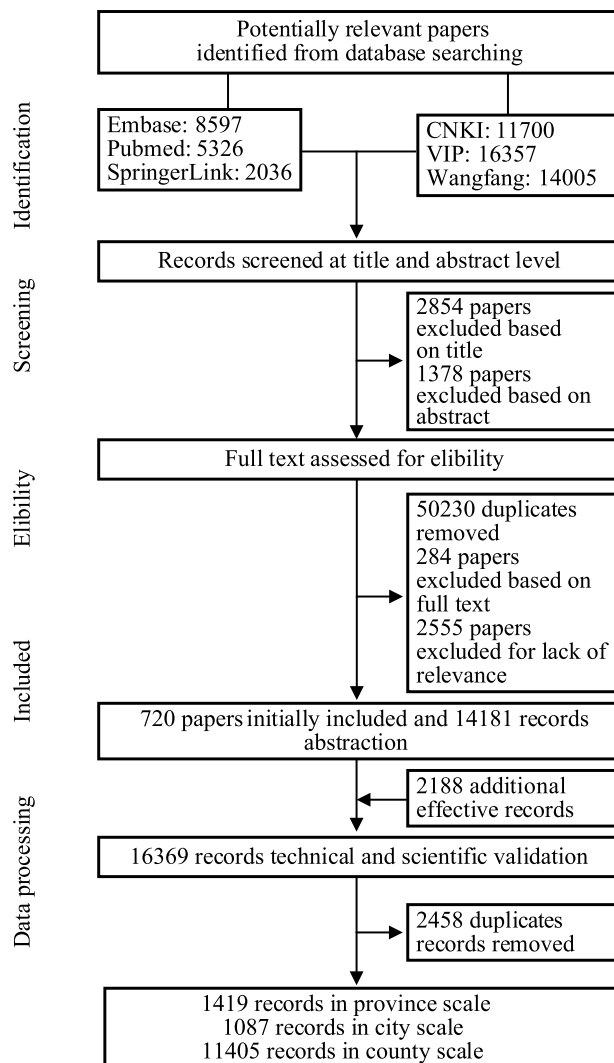 Potentially relevant papers
identified from database searching
Identification
Embase: 8597
Pubmed: 5326
SpringerLink: 2036
CNKI: 11700
VIP: 16357
Wangfang: 14005
Records screened at title and abstract level
Screening
2854 papers
excluded based
on title
1378 papers
excluded based on
abstract
Full text assessed for elibility
Elibility
50230 duplicates
removed
284 papers
excluded based on
full text
2555 papers
excluded for lack of
relevance
Included
720 papers initially included and 14181 records
abstraction
2188 additional
effective records
Data processing
16369 records technical and scientific validation
2458 duplicates
records removed
1419 records in province scale
1087 records in city scale
11405 records in county scale